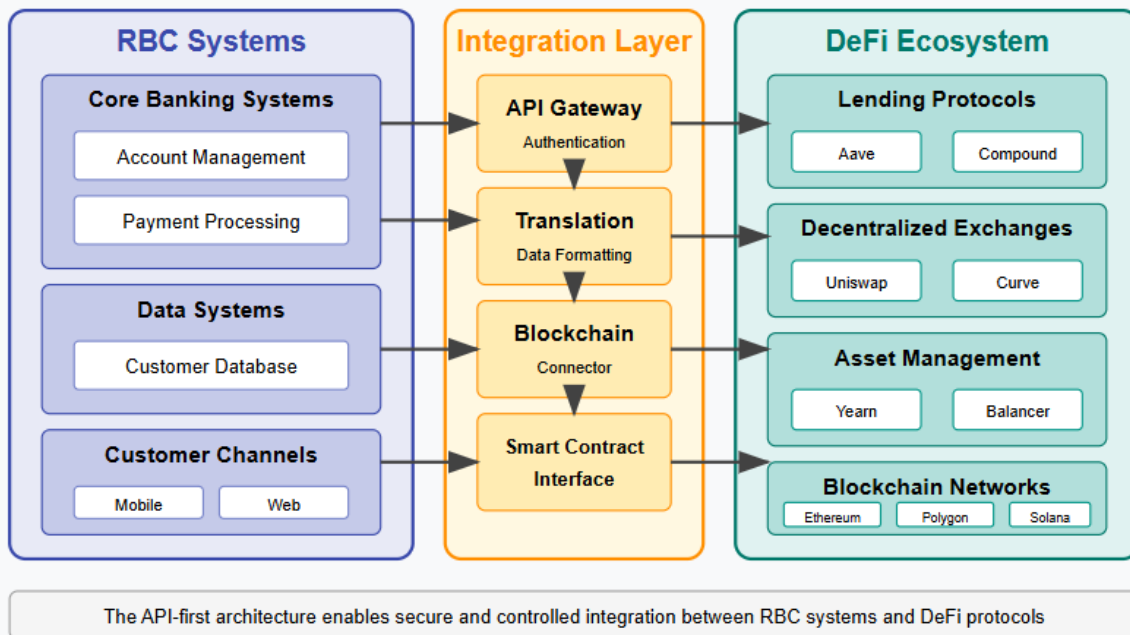 RBC Systems
Core Banking Systems
Account Management
Payment Processing
Data Systems
Customer Database
Customer Channels
Mobile
Web
Integration Layer
API Gateway
Authentication
Translation
Data Formatting
Blockchain
Connector
Smart Contract
Interface
DeFi Ecosystem
Lending Protocols
Aave
Compound
Decentralized Exchanges
Uniswap
Curve
Asset Management
Yearn
Balancer
Blockchain Networks
Ethereum
Polygon
Solana
The API-first architecture enables secure and controlled integration between RBC systems and DeFi protocols